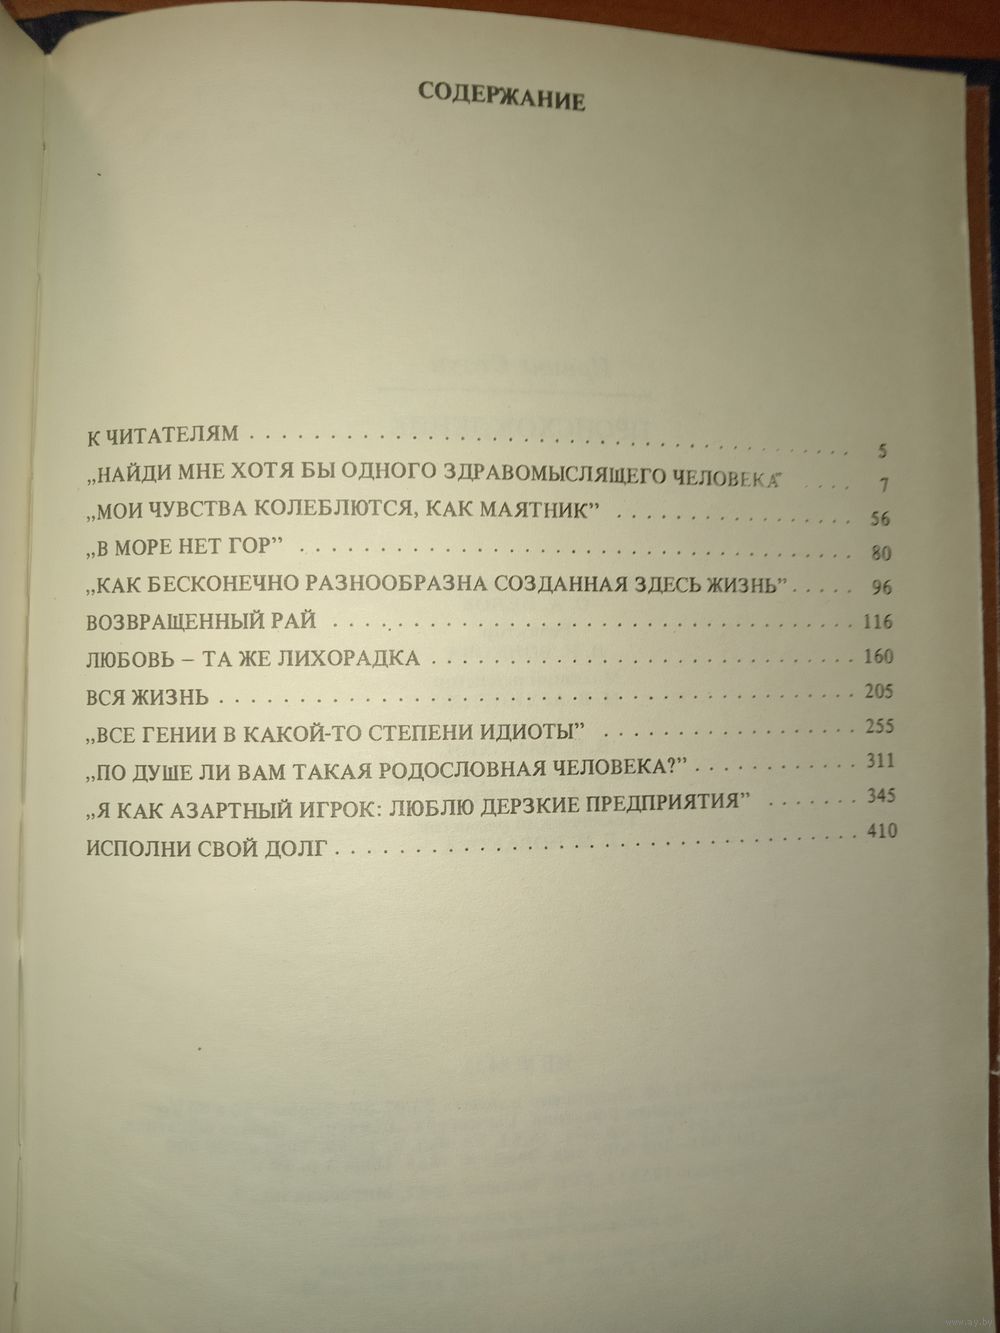 СОДЕРЖАНИЕ
К ЧИТАТЕЛЯМ . . . . . . . . . . . . . . . . . . . . . . . . . . . . . . . . . . . . . 5
„НАЙДИ МНЕ ХОТЯ БЫ ОДНОГО ЗДРАВОМЫСЛЯЩЕГО ЧЕЛОВЕКА” . . . . 7
„МОИ ЧУВСТВА КОЛЕБЛЮТСЯ, КАК МАЯТНИК” . . . . . . . . . . . . . . . 56
„В МОРЕ НЕТ ГОР” . . . . . . . . . . . . . . . . . . . . . . . . . . . . . . . . . . 80
„КАК БЕСКОНЕЧНО РАЗНООБРАЗНА СОЗДАННАЯ ЗДЕСЬ ЖИЗНЬ” . . . . . 96
ВОЗВРАЩЕННЫЙ РАЙ . . . . . . . . . . . . . . . . . . . . . . . . . . . . . . . . 116
ЛЮБОВЬ – ТА ЖЕ ЛИХОРАДКА . . . . . . . . . . . . . . . . . . . . . . . . . . 160
ВСЯ ЖИЗНЬ . . . . . . . . . . . . . . . . . . . . . . . . . . . . . . . . . . . . . . . 205
„ВСЕ ГЕНИИ В КАКОЙ-ТО СТЕПЕНИ ИДИОТЫ” . . . . . . . . . . . . . . . . 255
„ПО ДУШЕ ЛИ ВАМ ТАКАЯ РОДОСЛОВНАЯ ЧЕЛОВЕКА?” . . . . . . . . . . 311
„Я КАК АЗАРТНЫЙ ИГРОК: ЛЮБЛЮ ДЕРЗКИЕ ПРЕДПРИЯТИЯ” . . . . . . 345
ИСПОЛНИ СВОЙ ДОЛГ . . . . . . . . . . . . . . . . . . . . . . . . . . . . . . . . 410
www.ay.by